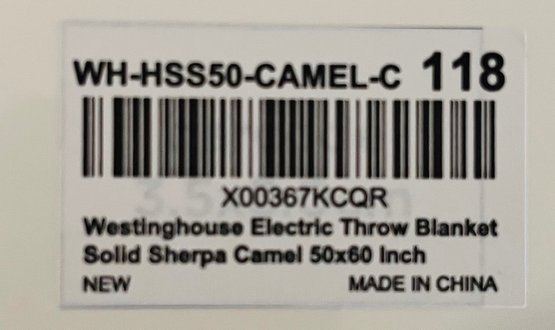 WH-HSS50-CAMEL-C 118
X00367KCQR
Westinghouse Electric Throw Blanket
Solid Sherpa Camel 50x60 Inch
NEW MADE IN CHINA